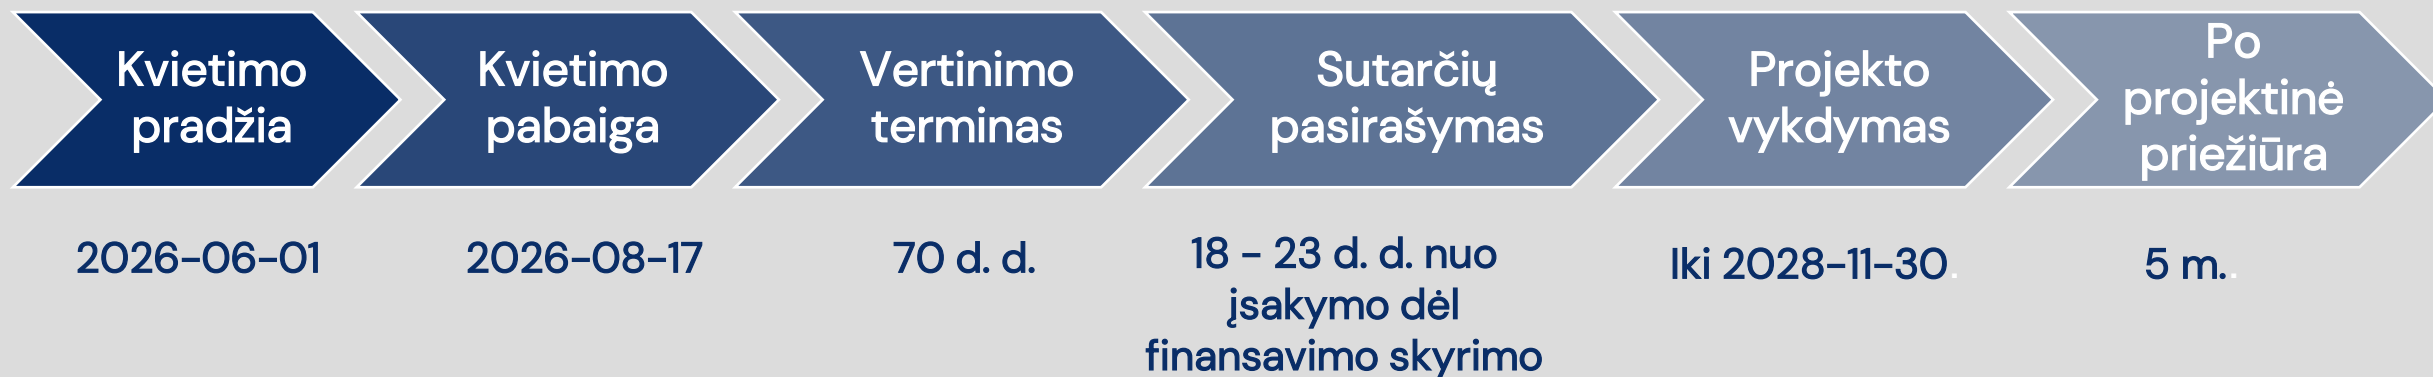 Kvietimo
pradžia
Kvietimo
pabaiga
Vertinimo
terminas
Sutarčių
pasirašymas
Projekto
vykdymas
Po
projektinė
priežiūra
2026-06-01
2026-08-17
70 d. d.
18 – 23 d. d. nuo
įsakymo dėl
finansavimo skyrimo
Iki 2028-11-30.
5 m..